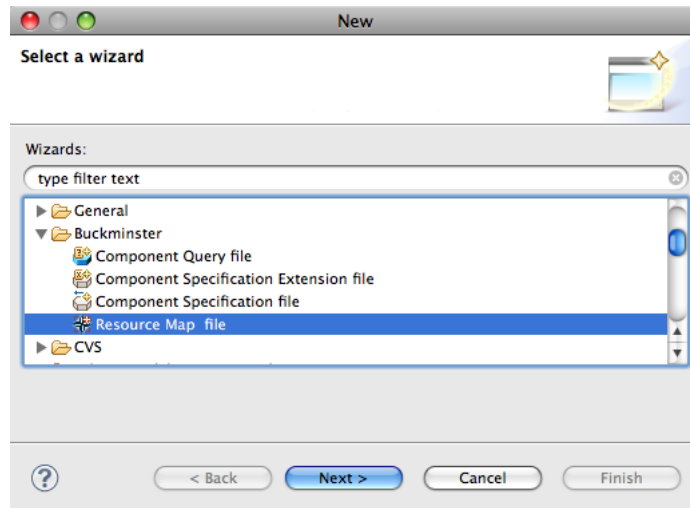 New
Select a wizard
Wizards:
type filter text
General
Buckminster
Component Query file
Component Specification Extension file
Component Specification file
Resource Map file
CVS
? < Back Next > Cancel Finish